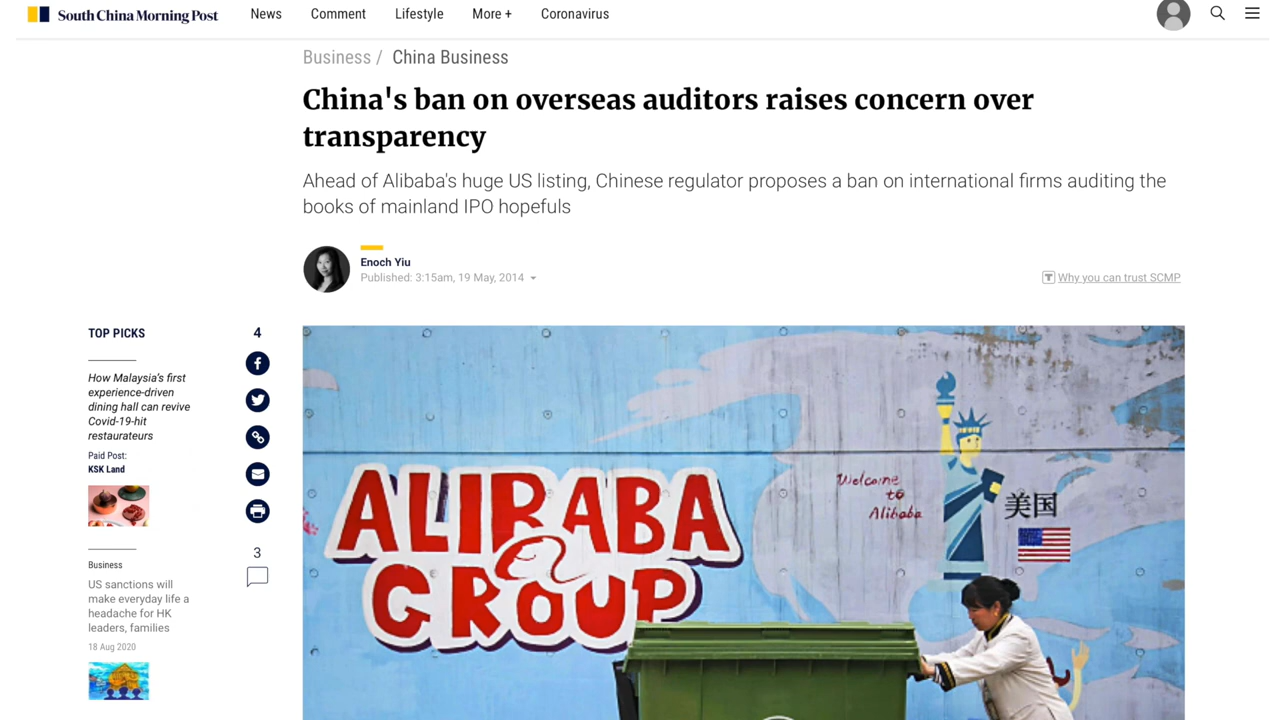 South China Morning Post
News
Comment
Lifestyle
More +
Coronavirus
Business / China Business
China's ban on overseas auditors raises concern over
transparency
Ahead of Alibaba's huge US listing, Chinese regulator proposes a ban on international firms auditing the
books of mainland IPO hopefuls
Enoch Yiu
Published: 3:15am, 19 May, 2014
Why you can trust SCMP
TOP PICKS
How Malaysia's first
experience-driven
dining hall can revive
Covid-19-hit
restaurateurs
Paid Post:
KSK Land
Business
US sanctions will
make everyday life a
headache for HK
leaders, families
18 Aug 2020
4
3
ALIBABA
GROUP
Welcome
to
Alibaba
美国